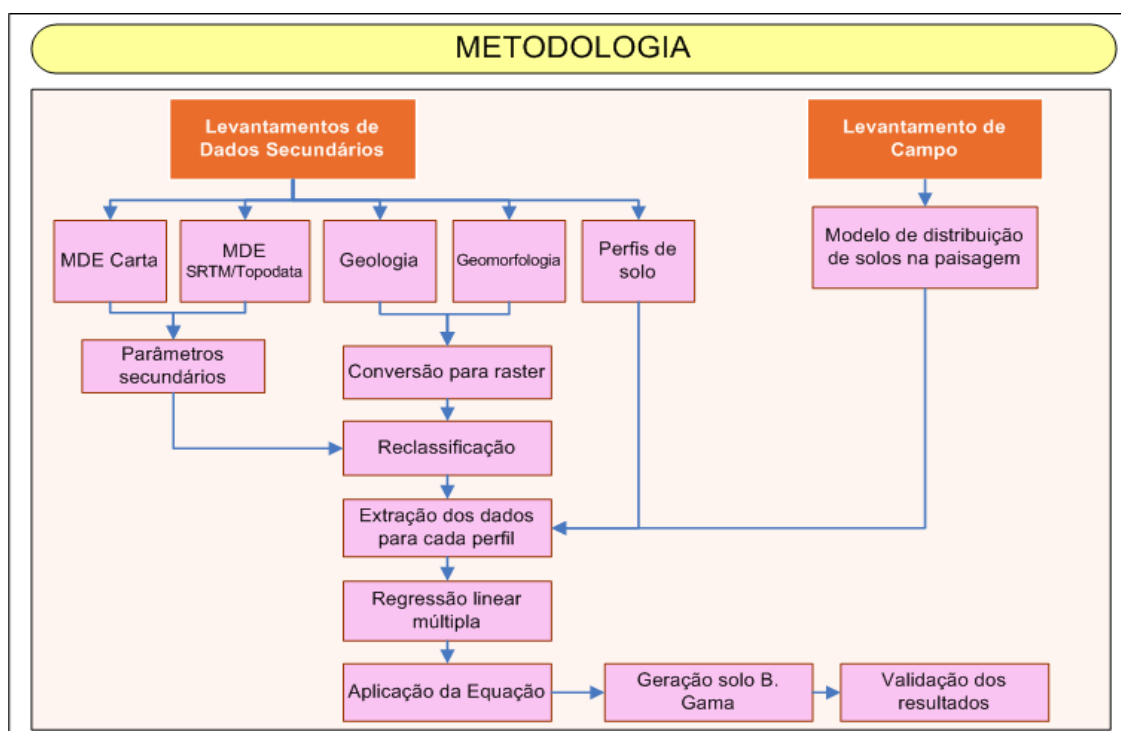 METODOLOGIA
Levantamentos de
Dados Secundários
Levantamento de
Campo
MDE Carta
MDE
SRTM/Topodata
Geologia
Geomorfologia
Perfis de
solo
Modelo de distribuição
de solos na paisagem
Parâmetros
secundários
Conversão para raster
Reclassificação
Extração dos dados
para cada perfil
Regressão linear
múltipla
Aplicação da Equação
Geração solo B.
Gama
Validação dos
resultados